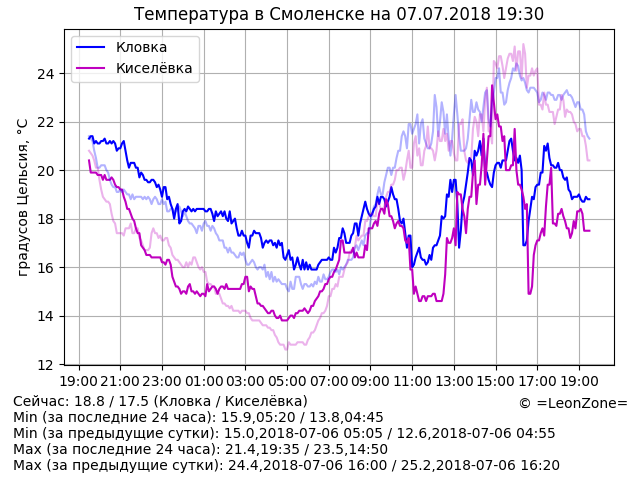 Температура в Смоленске на 07.07.2018 19:30
Кловка
Киселёвка
градусов Цельсия, °C
24
22
20
18
16
14
12
19:00 21:00 23:00 01:00 03:00 05:00 07:00 09:00 11:00 13:00 15:00 17:00 19:00
Сейчас: 18.8 / 17.5 (Кловка / Киселёвка)
© =LeonZone=
Min (за последние 24 часа): 15.9,05:20 / 13.8,04:45
Min (за предыдущие сутки): 15.0,2018-07-06 05:05 / 12.6,2018-07-06 04:55
Max (за последние 24 часа): 21.4,19:35 / 23.5,14:50
Max (за предыдущие сутки): 24.4,2018-07-06 16:00 / 25.2,2018-07-06 16:20